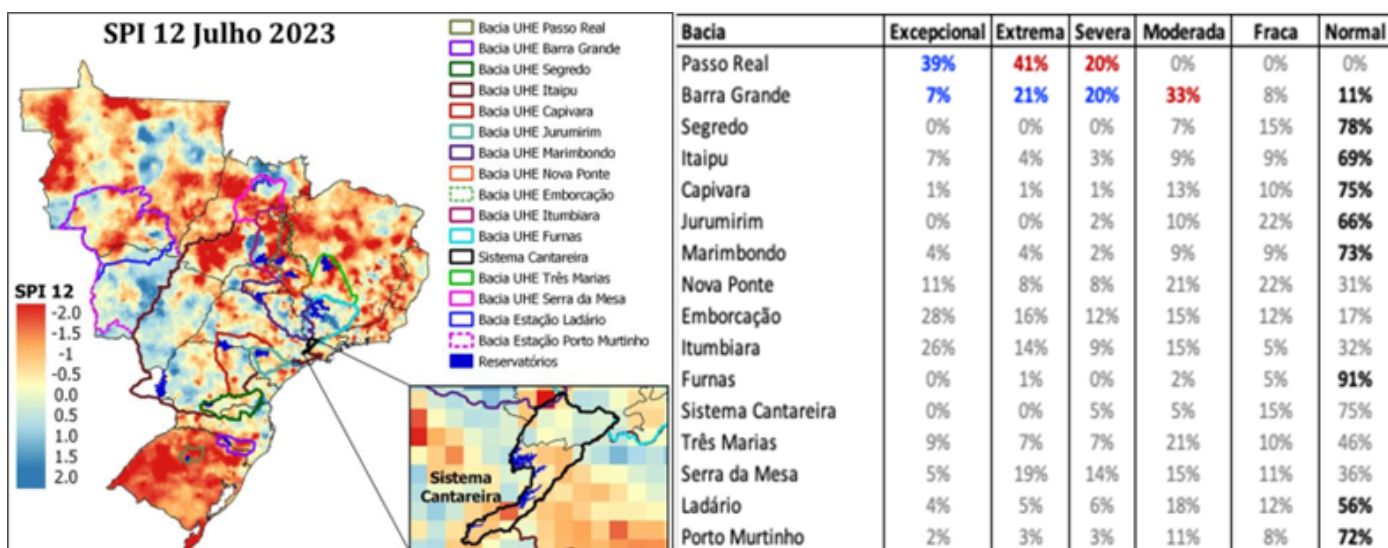 SPI 12 Julho 2023
Bacia UHE Passo Real
Bacia UHE Barra Grande
Bacia UHE Segredo
Bacia UHE Itaipu
Bacia UHE Capivara
Bacia UHE Jurumirim
Bacia UHE Marimbondo
Bacia UHE Nova Ponte
Bacia UHE Emborcação
Bacia UHE Itumbiara
Bacia UHE Furnas
Sistema Cantareira
Bacia UHE Três Marias
Bacia UHE Serra da Mesa
Bacia Estação Ladário
Bacia Estação Porto Murtinho
Reservatórios
SPI 12
-2.0
-1.5
-1
-0.5
0.0
0.5
1.0
2.0
Sistema
Cantareira
Bacia Excepcional Extrema Severa Moderada Fraca Normal
Passo Real 39% 41% 20% 0% 0% 0%
Barra Grande 7% 21% 20% 33% 8% 11%
Segredo 0% 0% 0% 7% 15% 78%
Itaipu 7% 4% 3% 9% 9% 69%
Capivara 1% 1% 1% 13% 10% 75%
Jurumirim 0% 0% 2% 10% 22% 66%
Marimbondo 4% 4% 2% 9% 9% 73%
Nova Ponte 11% 8% 8% 21% 22% 31%
Emborcação 28% 16% 12% 15% 12% 17%
Itumbiara 26% 14% 9% 15% 5% 32%
Furnas 0% 1% 0% 2% 5% 91%
Sistema Cantareira 0% 0% 5% 5% 15% 75%
Três Marias 9% 7% 7% 21% 10% 46%
Serra da Mesa 5% 19% 14% 15% 11% 36%
Ladário 4% 5% 6% 18% 12% 56%
Porto Murtinho 2% 3% 3% 11% 8% 72%